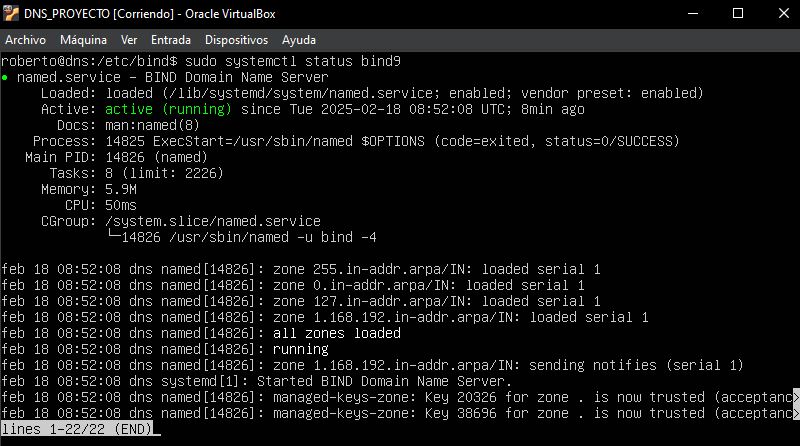 DNS_PROYECTO [Corriendo] - Oracle VirtualBox
Archivo Máquina Ver Entrada Dispositivos Ayuda
roberto@dns:/etc/bind$ sudo systemctl status bind9
● named.service - BIND Domain Name Server
Loaded: loaded (/lib/systemd/system/named.service; enabled; vendor preset: enabled)
Active: active (running) since Tue 2025-02-18 08:52:08 UTC; 8min ago
Docs: man:named(8)
Process: 14825 ExecStart=/usr/sbin/named $OPTIONS (code=exited, status=0/SUCCESS)
Main PID: 14826 (named)
Tasks: 8 (limit: 2226)
Memory: 5.9M
CPU: 50ms
CGroup: /system.slice/named.service
└─14826 /usr/sbin/named -u bind -4
feb 18 08:52:08 dns named[14826]: zone 255.in-addr.arpa/IN: loaded serial 1
feb 18 08:52:08 dns named[14826]: zone 0.in-addr.arpa/IN: loaded serial 1
feb 18 08:52:08 dns named[14826]: zone 127.in-addr.arpa/IN: loaded serial 1
feb 18 08:52:08 dns named[14826]: zone 1.168.192.in-addr.arpa/IN: loaded serial 1
feb 18 08:52:08 dns named[14826]: all zones loaded
feb 18 08:52:08 dns named[14826]: running
feb 18 08:52:08 dns named[14826]: zone 1.168.192.in-addr.arpa/IN: sending notifies (serial 1)
feb 18 08:52:08 dns systemd[1]: Started BIND Domain Name Server.
feb 18 08:52:08 dns named[14826]: managed-keys-zone: Key 20326 for zone . is now trusted (acceptanc>
feb 18 08:52:08 dns named[14826]: managed-keys-zone: Key 38696 for zone . is now trusted (acceptanc>
lines 1-22/22 (END)